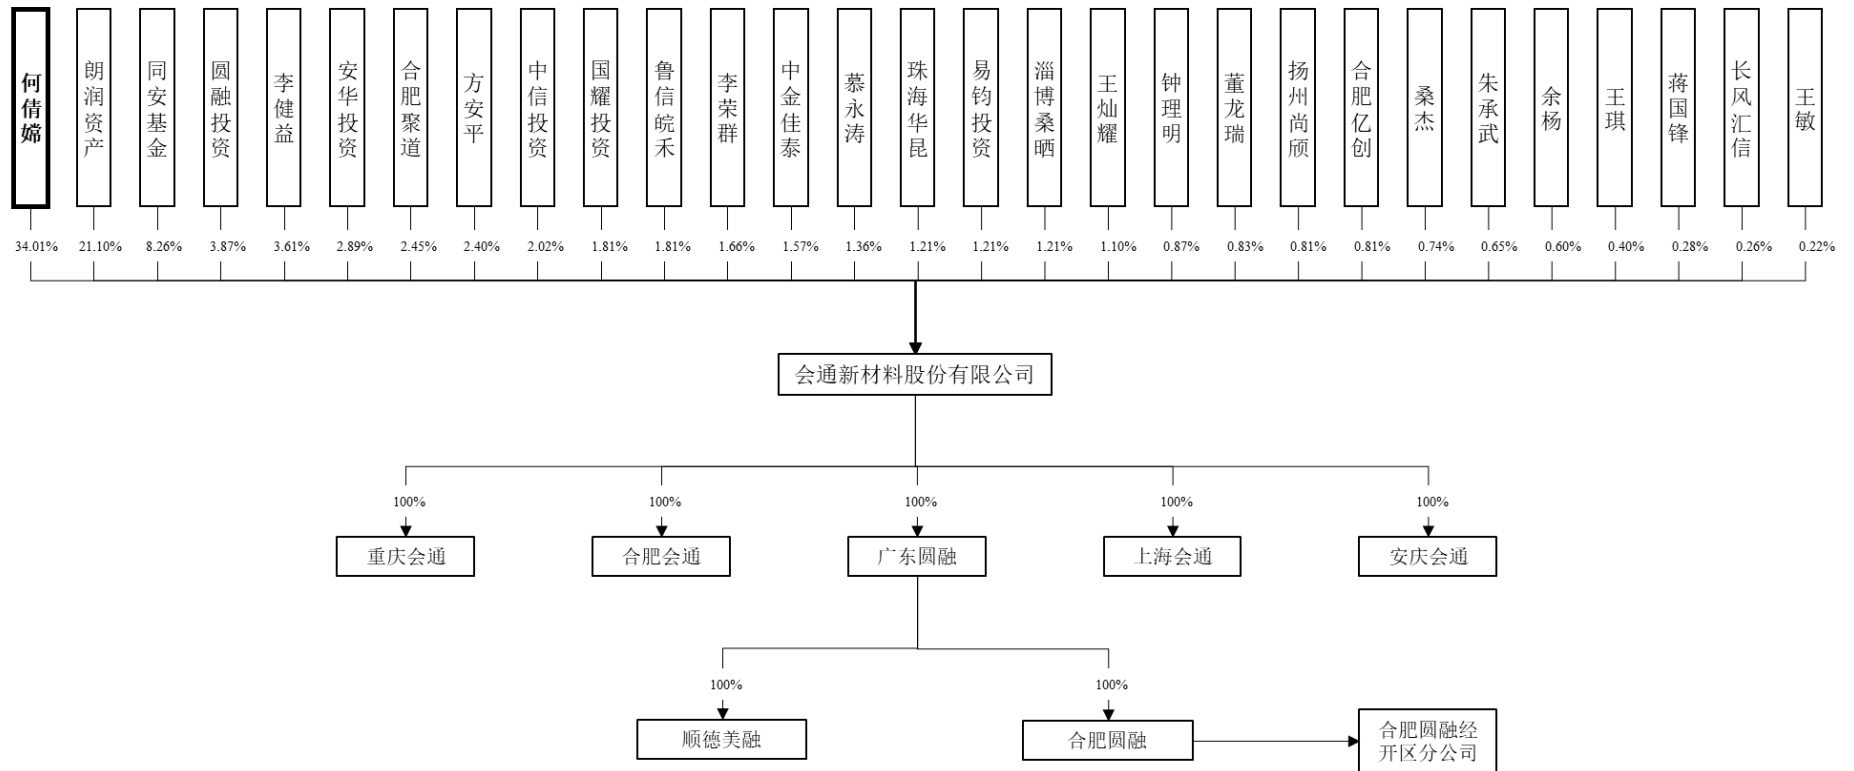 何倩嫦
朗润资产
同安基金
圆融投资
李健益
安华投资
合肥聚道
方安平
中信投资
国耀投资
鲁信皖禾
李荣群
中金佳泰
慕永涛
珠海华昆
易钧投资
淄博桑晒
王灿耀
钟理明
董龙瑞
扬州尚颀
合肥亿创
桑杰
朱承武
余杨
王琪
蒋国锋
长风汇信
王敏
34.01% 21.10% 8.26% 3.87% 3.61% 2.89% 2.45% 2.40% 2.02% 1.81% 1.81% 1.66% 1.57% 1.36% 1.21% 1.21% 1.21% 1.10% 0.87% 0.83% 0.81% 0.81% 0.74% 0.65% 0.60% 0.40% 0.28% 0.26% 0.22%
会通新材料股份有限公司
100% 100% 100% 100% 100%
重庆会通 合肥会通 广东圆融 上海会通 安庆会通
100% 100%
顺德美融 合肥圆融
合肥圆融经
开区分公司